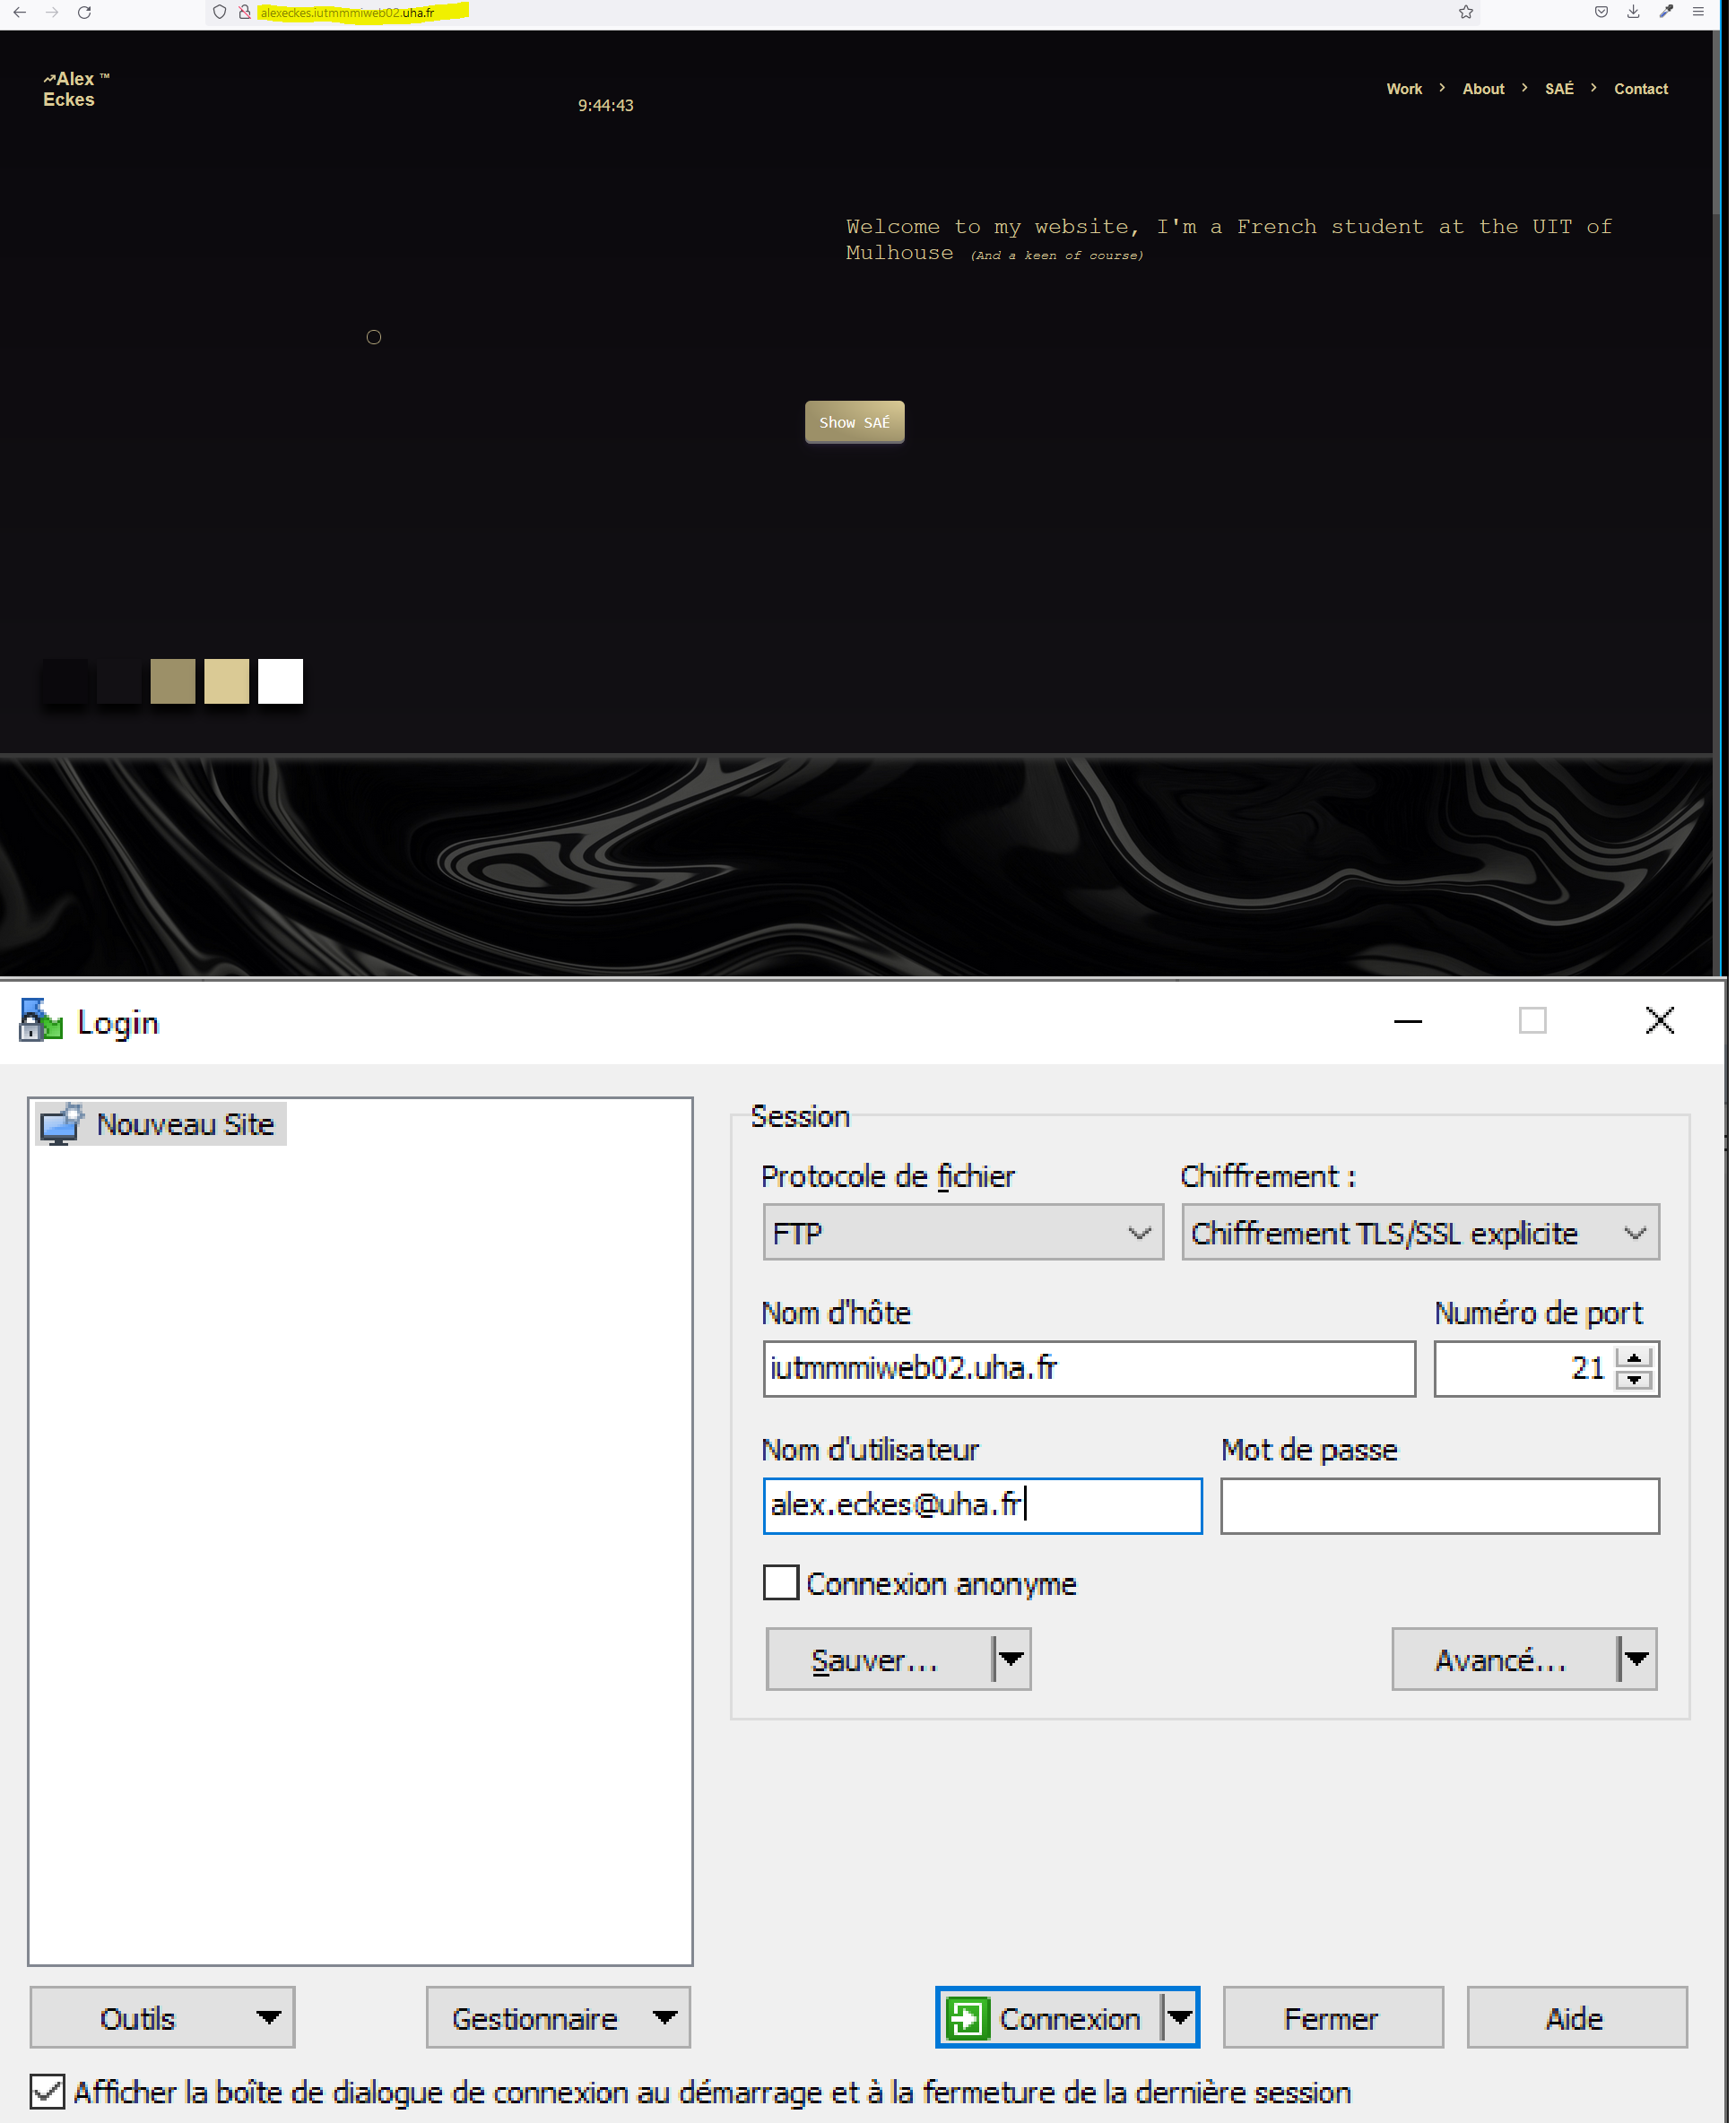 alexeckes.iutmmmiweb02.uha.fr
Alex ™
Eckes
9:44:43
Work > About > SAÉ > Contact
Welcome to my website, I'm a French student at the UIT of
Mulhouse (And a keen of course)
Show SAÉ
Login
Nouveau Site
Session
Protocole de fichier
Chiffrement :
FTP
Chiffrement TLS/SSL explicite
Nom d'hôte
Numéro de port
iutmmmiweb02.uha.fr
21
Nom d'utilisateur
Mot de passe
alex.eckes@uha.fr
Connexion anonyme
Sauver...
Avancé...
Outils
Gestionnaire
Connexion
Fermer
Aide
Afficher la boîte de dialogue de connexion au démarrage et à la fermeture de la dernière session